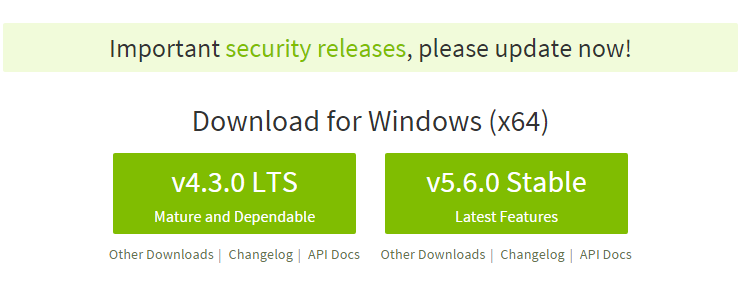 Important security releases, please update now!
Download for Windows (x64)
v4.3.0 LTS
Mature and Dependable
Other Downloads | Changelog | API Docs
v5.6.0 Stable
Latest Features
Other Downloads | Changelog | API Docs